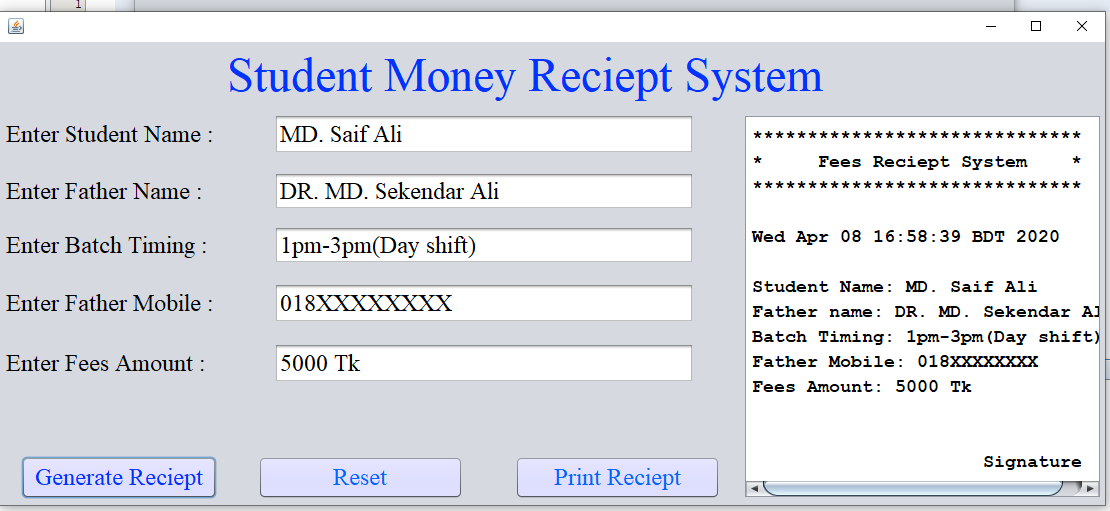 1
Student Money Reciept System
Enter Student Name : MD. Saif Ali
Enter Father Name : DR. MD. Sekendar Ali
Enter Batch Timing : 1pm-3pm(Day shift)
Enter Father Mobile : 018XXXXXXXX
Enter Fees Amount : 5000 Tk
Generate Reciept
Reset
Print Reciept
******************************
* Fees Reciept System *
******************************
Wed Apr 08 16:58:39 BDT 2020
Student Name: MD. Saif Ali
Father name: DR. MD. Sekendar Al
Batch Timing: 1pm-3pm(Day shift)
Father Mobile: 018XXXXXXXX
Fees Amount: 5000 Tk
Signature